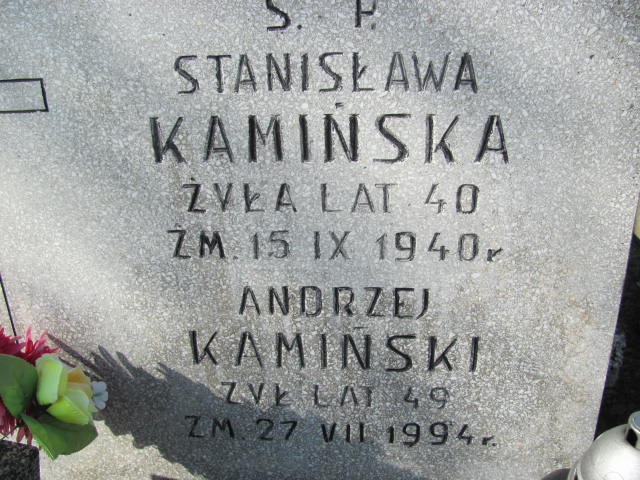 Ś. P.
STANISŁAWA
KAMIŃSKA
ŻYŁA LAT 40
ZM. 15 IX 1940 r
ANDRZEJ
KAMIŃSKI
ŻYŁ LAT 49
ZM. 27 VII 1994 r.